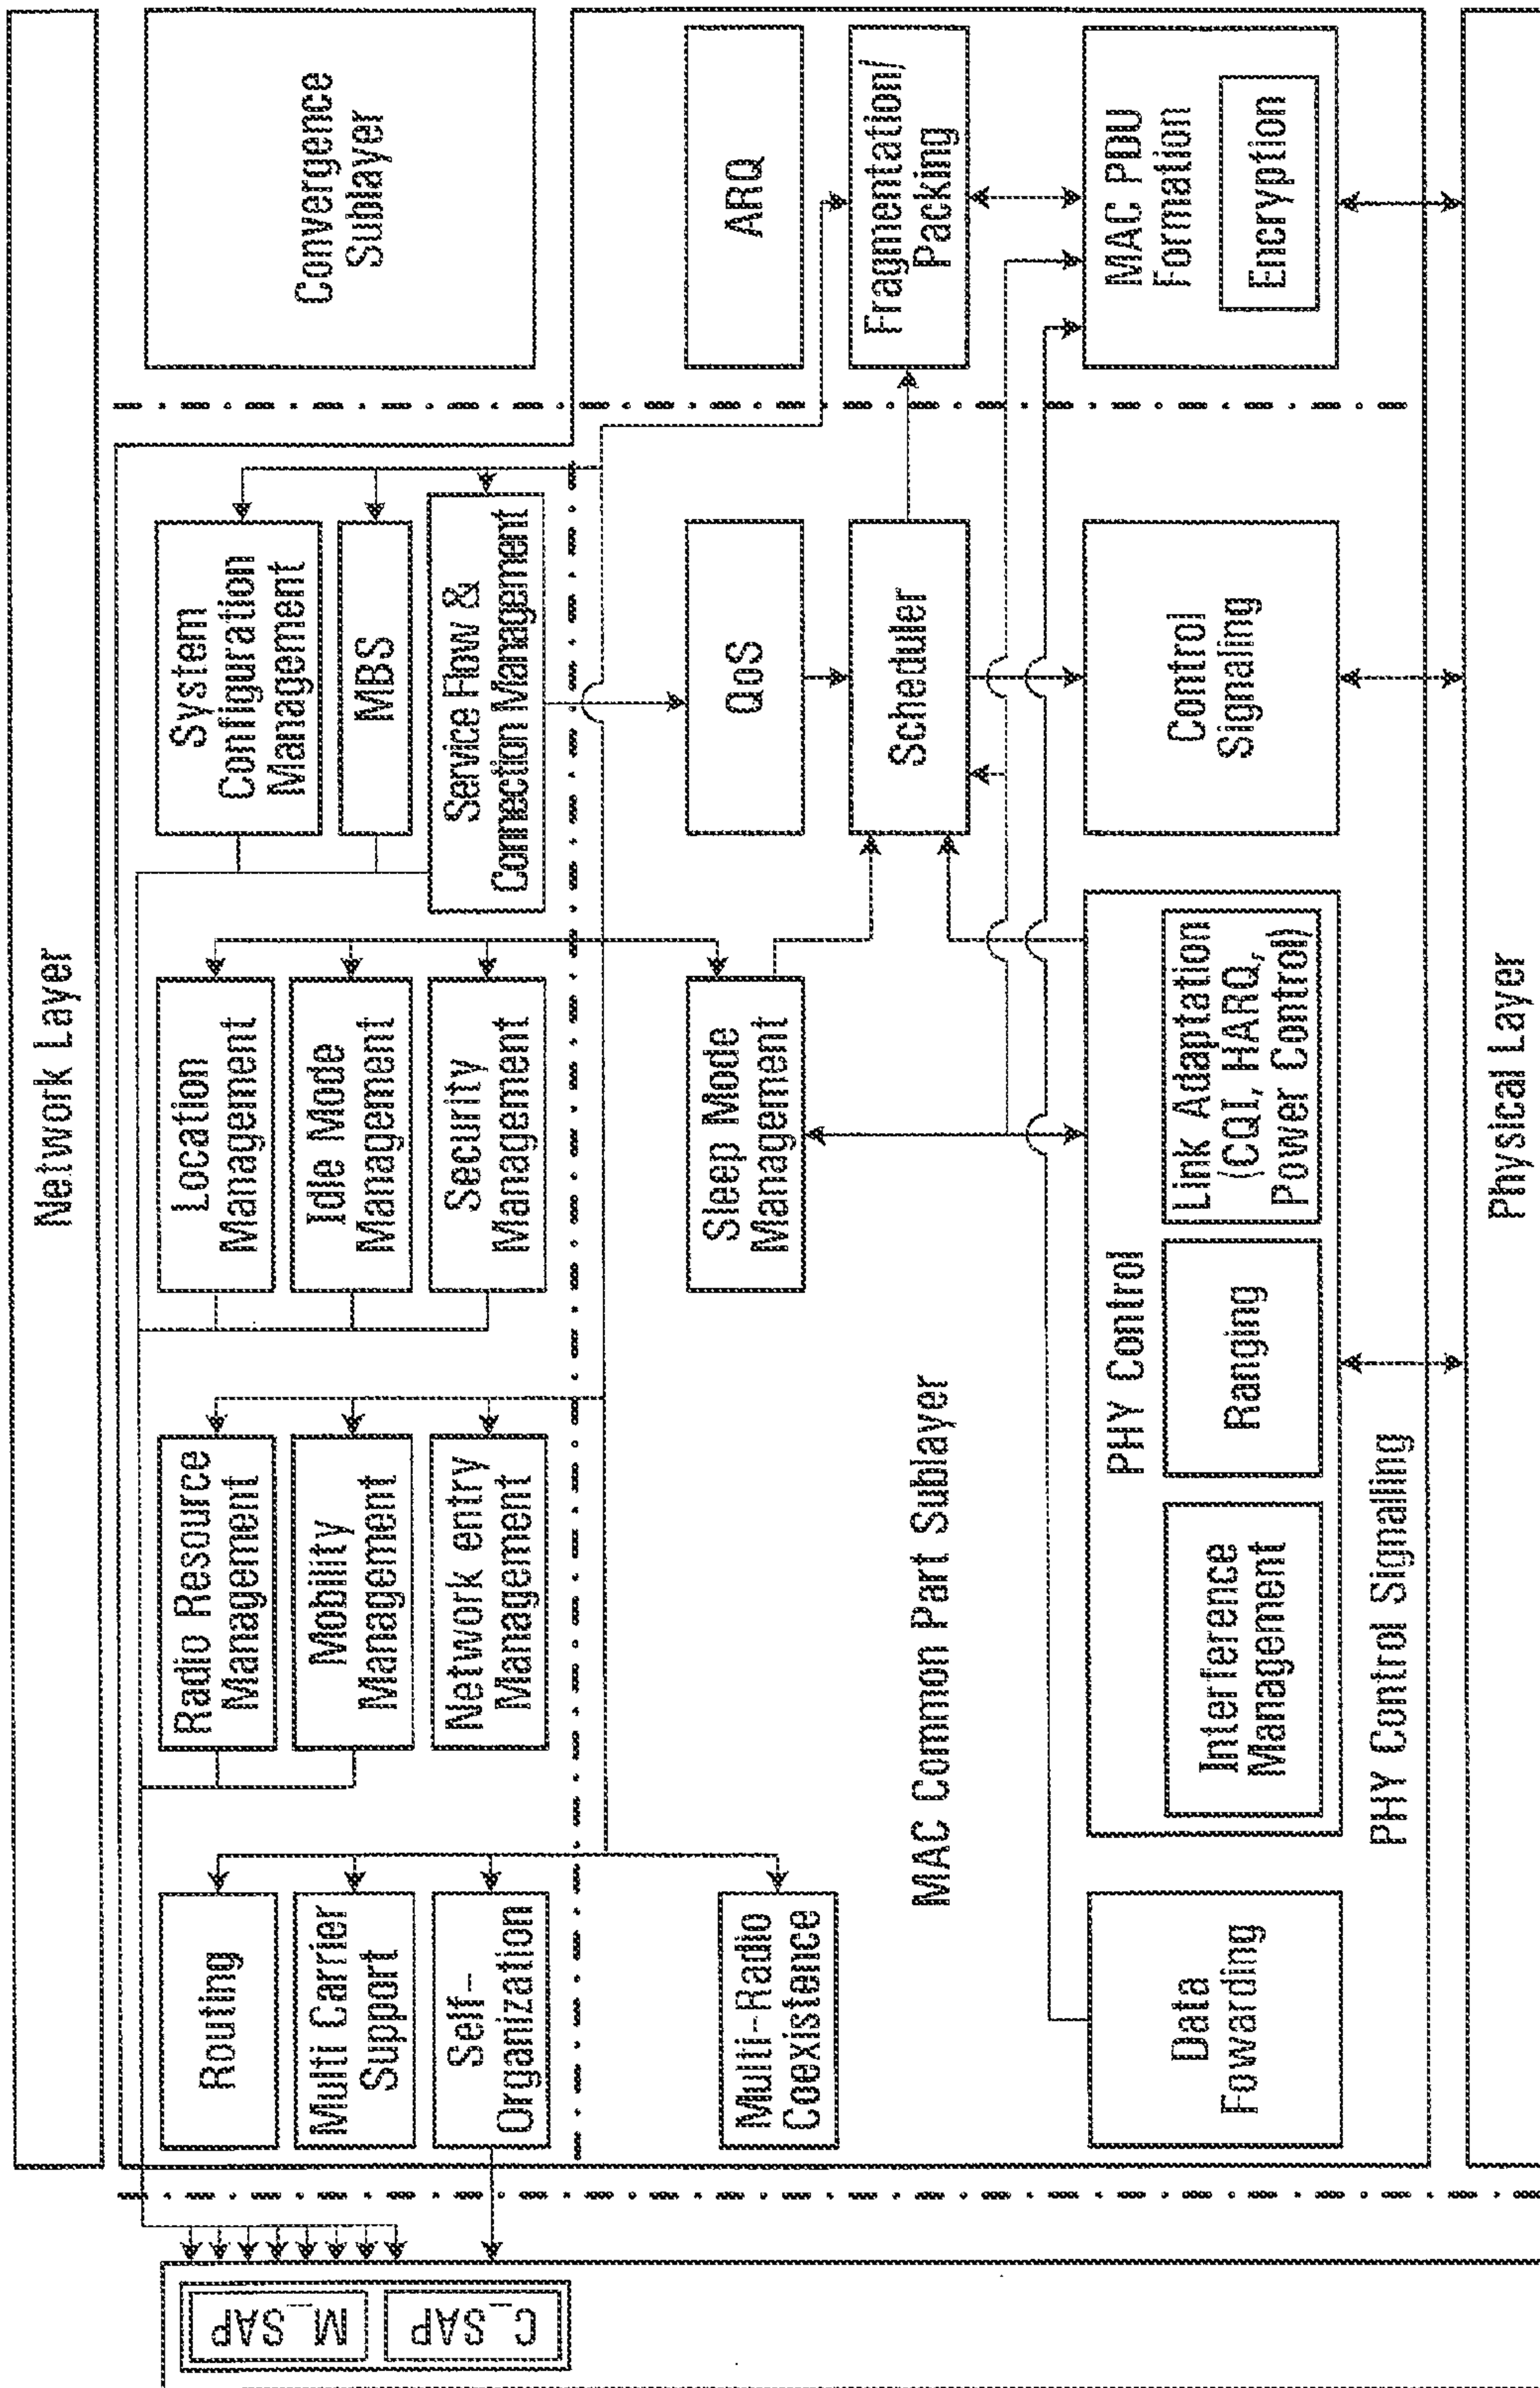 Network Layer
M_SAP
C_SAP
Routing
Multi Carrier
Support
Self-
Organization
Radio Resource
Management
Mobility
Management
Network entry
Management
Location
Management
Idle Mode
Management
Security
Management
System
Configuration
Management
MBS
Service Flow &
Connection Management
Convergence
Sublayer
Multi-Radio
Coexistence
Sleep Mode
Management
QoS
ARQ
MAC Common Part Sublayer
Scheduler
Fragmentation/
Packing
Data
Fowarding
PHY Control
Interference
Management
Ranging
Link Adaptation
(CQI, HARQ,
Power Control)
Control
Signaling
MAC PDU
Formation
Encryption
PHY Control Signalling
Physical Layer